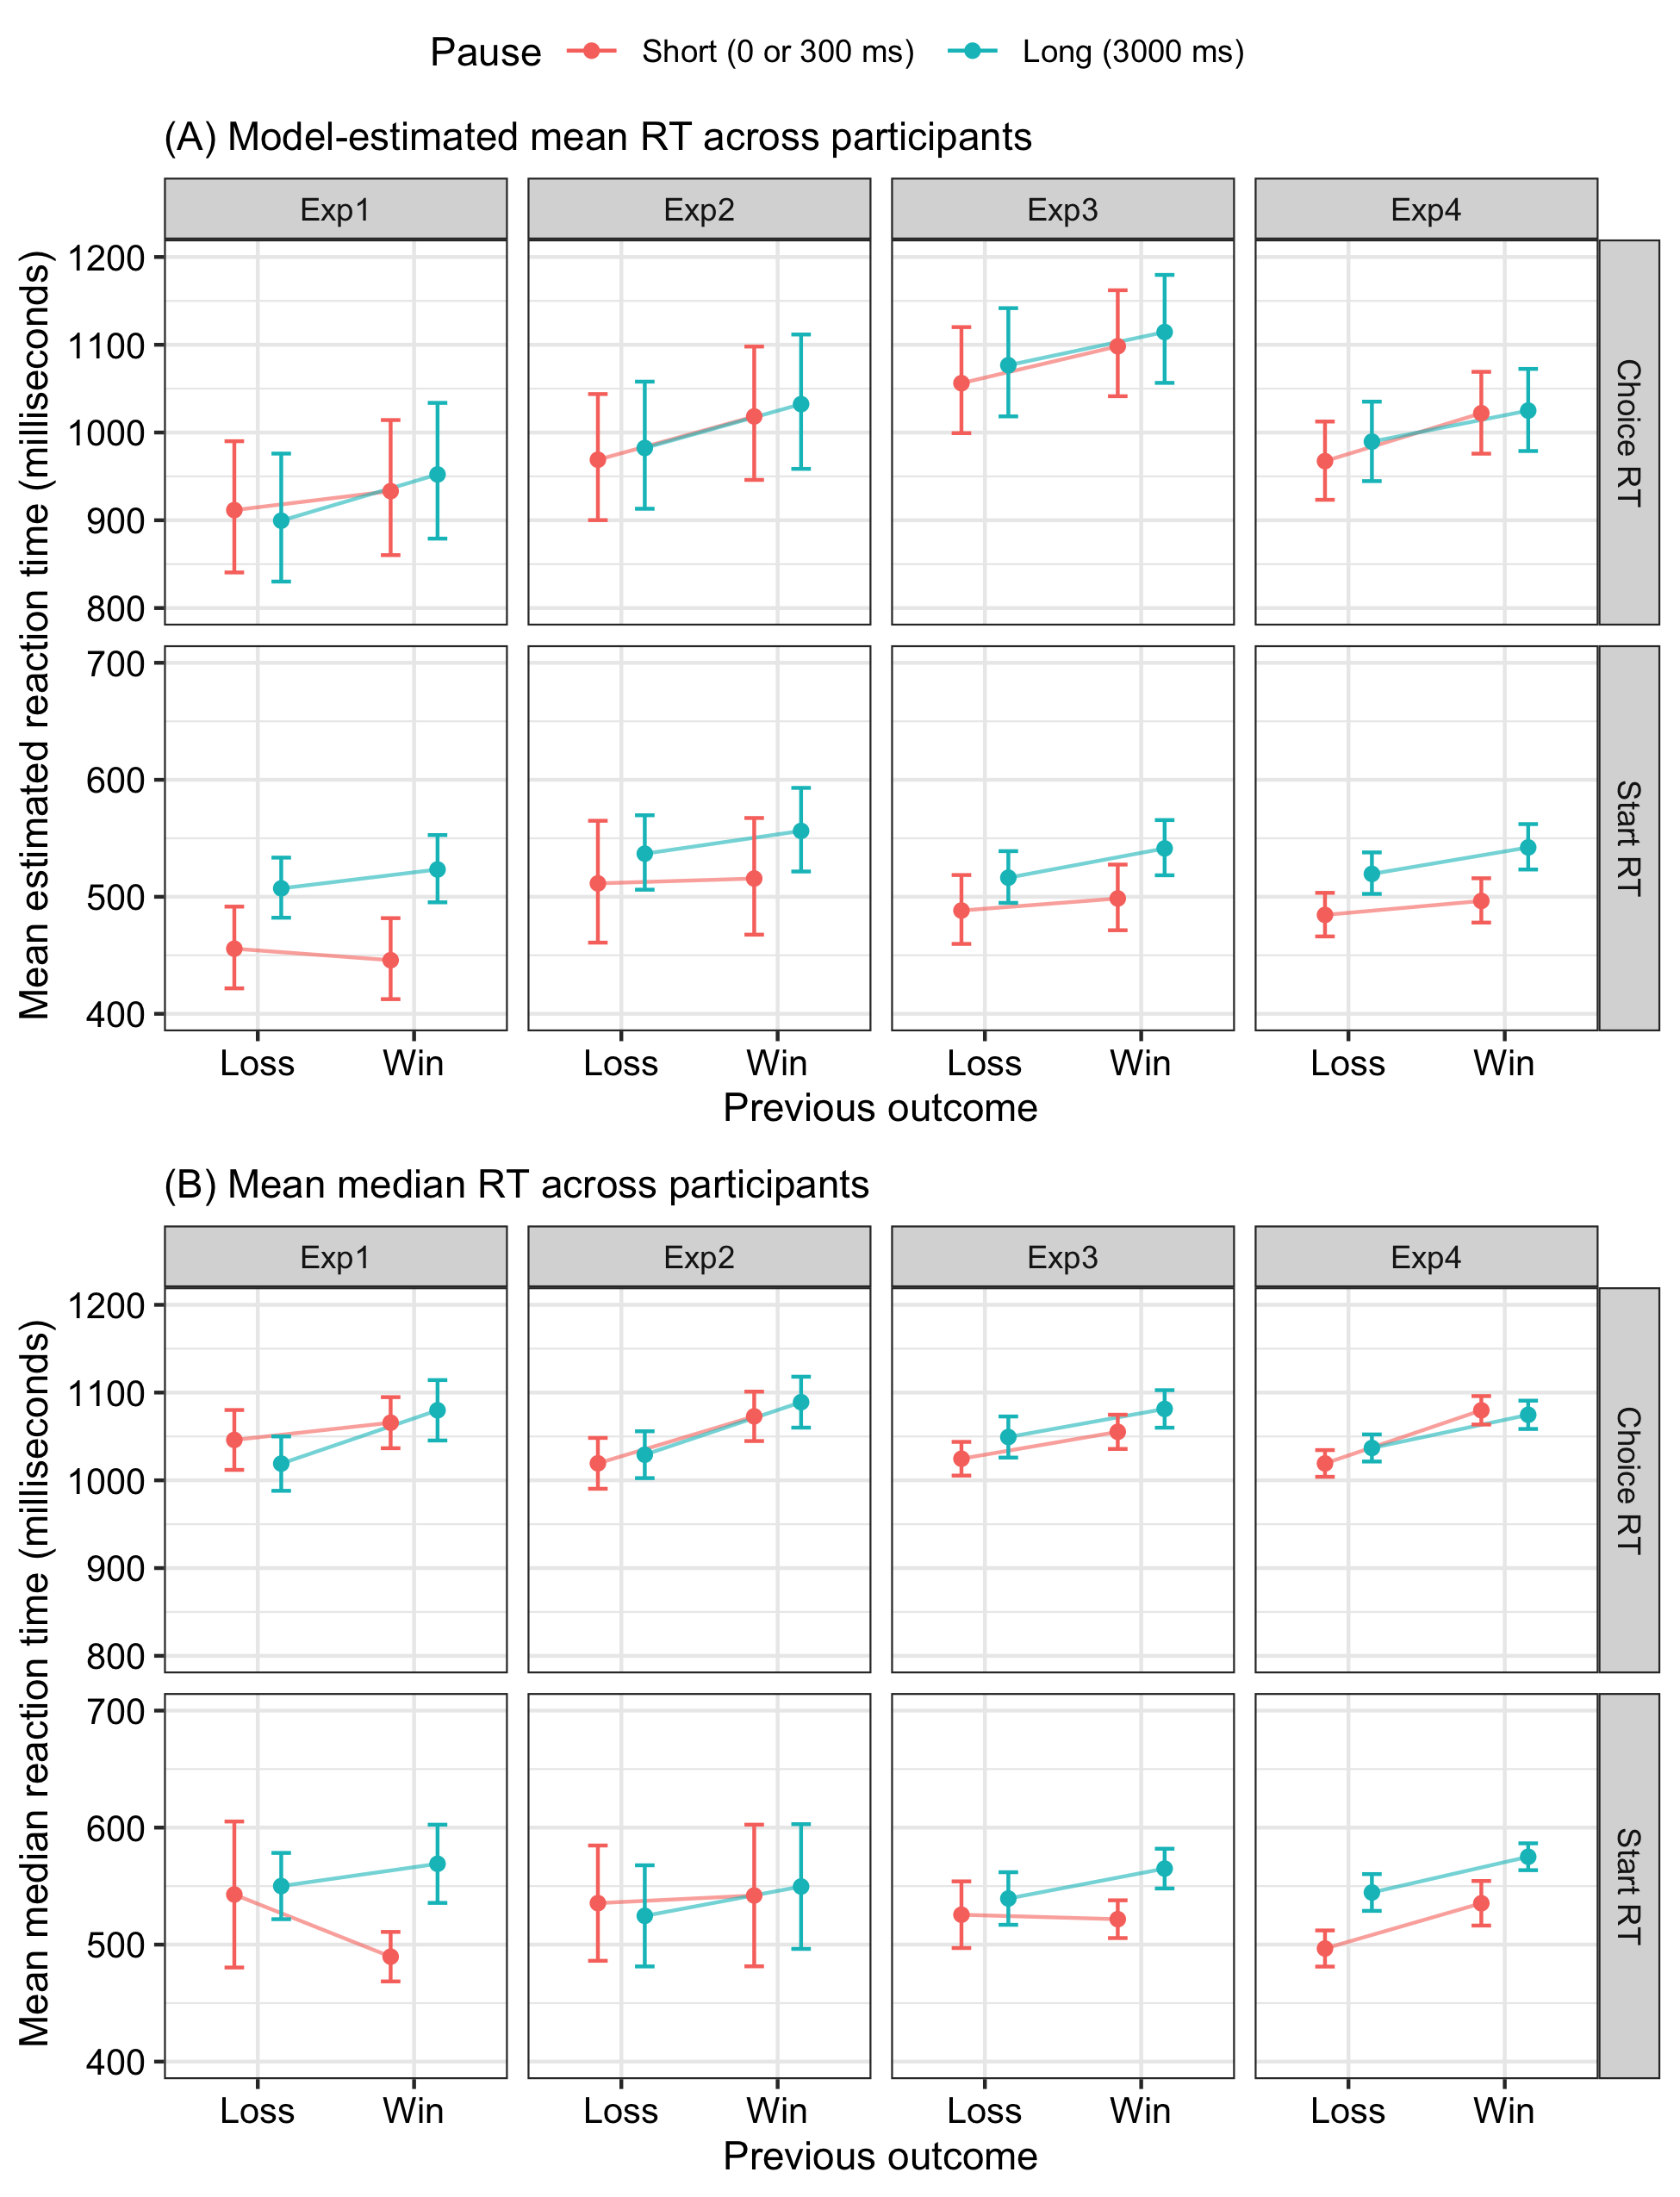 Pause Short (0 or 300 ms) Long (3000 ms)
(A) Model-estimated mean RT across participants
Exp1 Exp2 Exp3 Exp4
Mean estimated reaction time (milliseconds)
1200
1100
1000
900
800
Choice RT
700
600
500
400
Start RT
Loss Win Loss Win Loss Win Loss Win
Previous outcome
(B) Mean median RT across participants
Exp1 Exp2 Exp3 Exp4
Mean median reaction time (milliseconds)
1200
1100
1000
900
800
Choice RT
700
600
500
400
Start RT
Loss Win Loss Win Loss Win Loss Win
Previous outcome